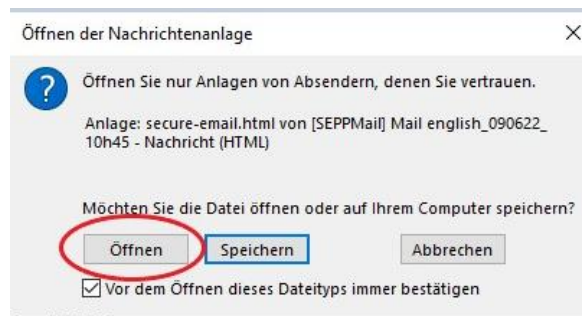 Öffnen der Nachrichtenanlage
Öffnen Sie nur Anlagen von Absendern, denen Sie vertrauen.
Anlage: secure-email.html von [SEPPMail] Mail english_090622_
10h45 - Nachricht (HTML)
Möchten Sie die Datei öffnen oder auf Ihrem Computer speichern?
Öffnen Speichern Abbrechen
Vor dem Öffnen dieses Dateityps immer bestätigen